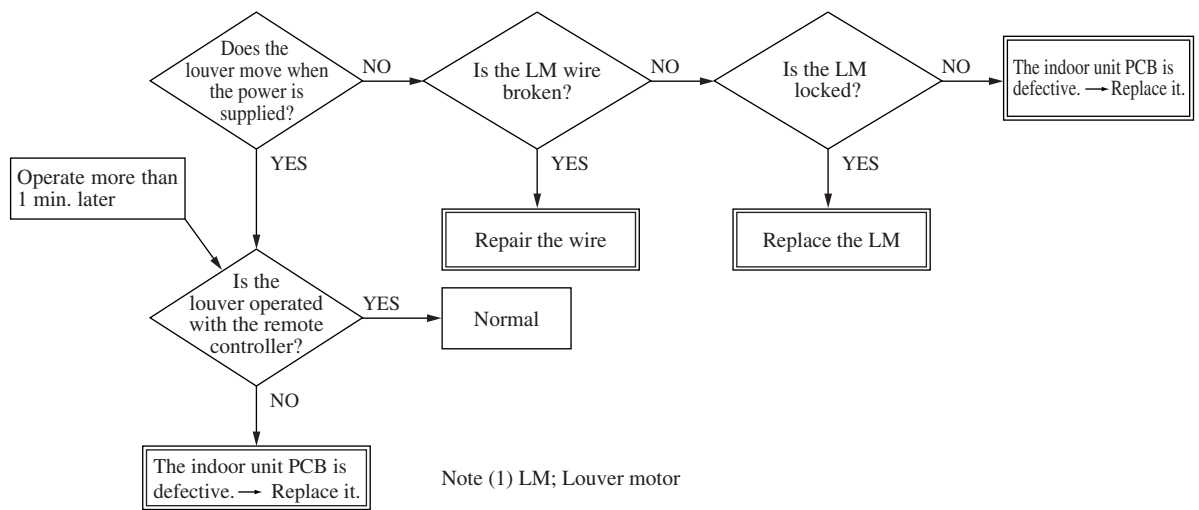 Does the
louver move when
the power is
supplied?
NO
Is the LM wire
broken?
NO
Is the LM
locked?
NO
The indoor unit PCB is
defective. → Replace it.
YES
YES
YES
Operate more than
1 min. later
Repair the wire
Replace the LM
Is the
louver operated
with the remote
controller?
YES
Normal
NO
The indoor unit PCB is
defective. → Replace it.
Note (1) LM; Louver motor